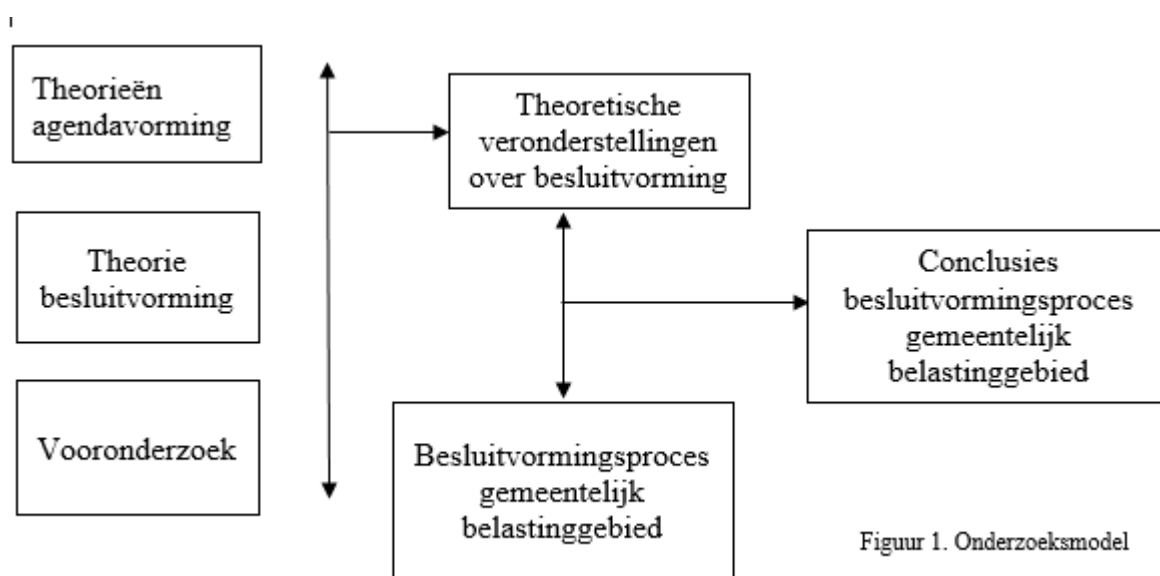 Theorieën
agendavorming
Theorie
besluitvorming
Vooronderzoek
Theoretische
veronderstellingen
over besluitvorming
Besluitvormingsproces
gemeentelijk
belastinggebied
Conclusies
besluitvormingsproces
gemeentelijk
belastinggebied
Figuur 1. Onderzoeksmodel